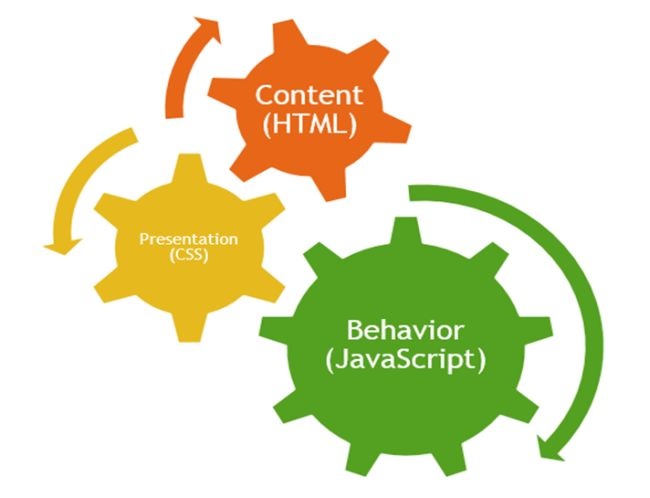 Content
(HTML)
Presentation
(CSS)
Behavior
(JavaScript)